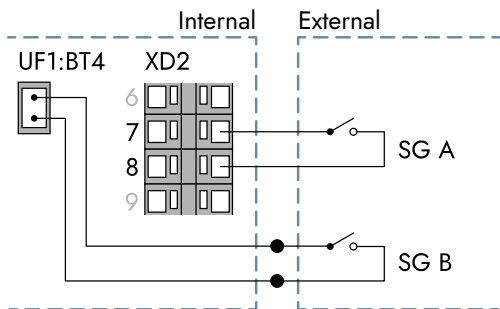 Internal External
UF1:BT4 XD2
6
7
8
9
SG A
SG B